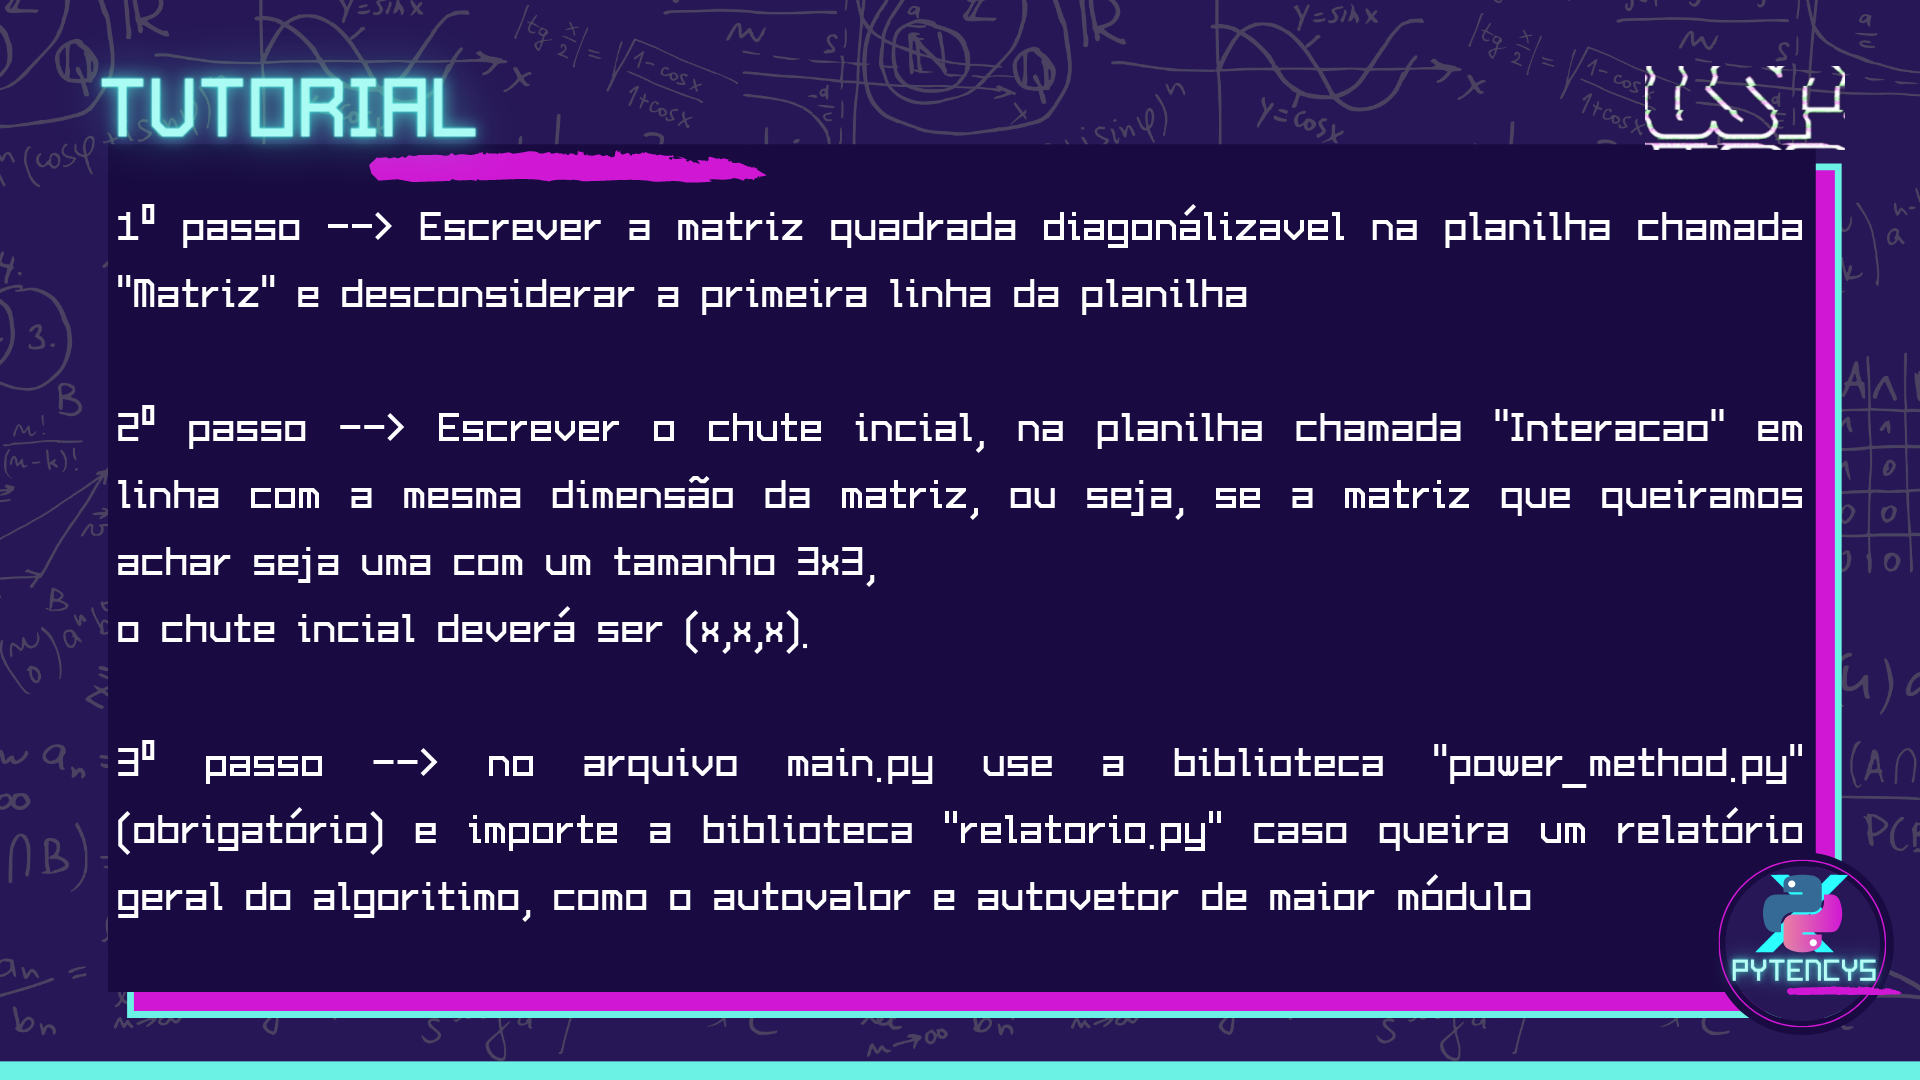 TUTORIAL
1º passo --> Escrever a matriz quadrada diagonálizavel na planilha chamada
"Matriz" e desconsiderar a primeira linha da planilha
2º passo --> Escrever o chute incial, na planilha chamada "Interacao" em
linha com a mesma dimensão da matriz, ou seja, se a matriz que queiramos
achar seja uma com um tamanho 3x3,
o chute incial deverá ser (x,x,x).
3º passo --> no arquivo main.py use a biblioteca "power_method.py"
(obrigatório) e importe a biblioteca "relatorio.py" caso queira um relatório
geral do algoritimo, como o autovalor e autovetor de maior módulo
PYTENCYS